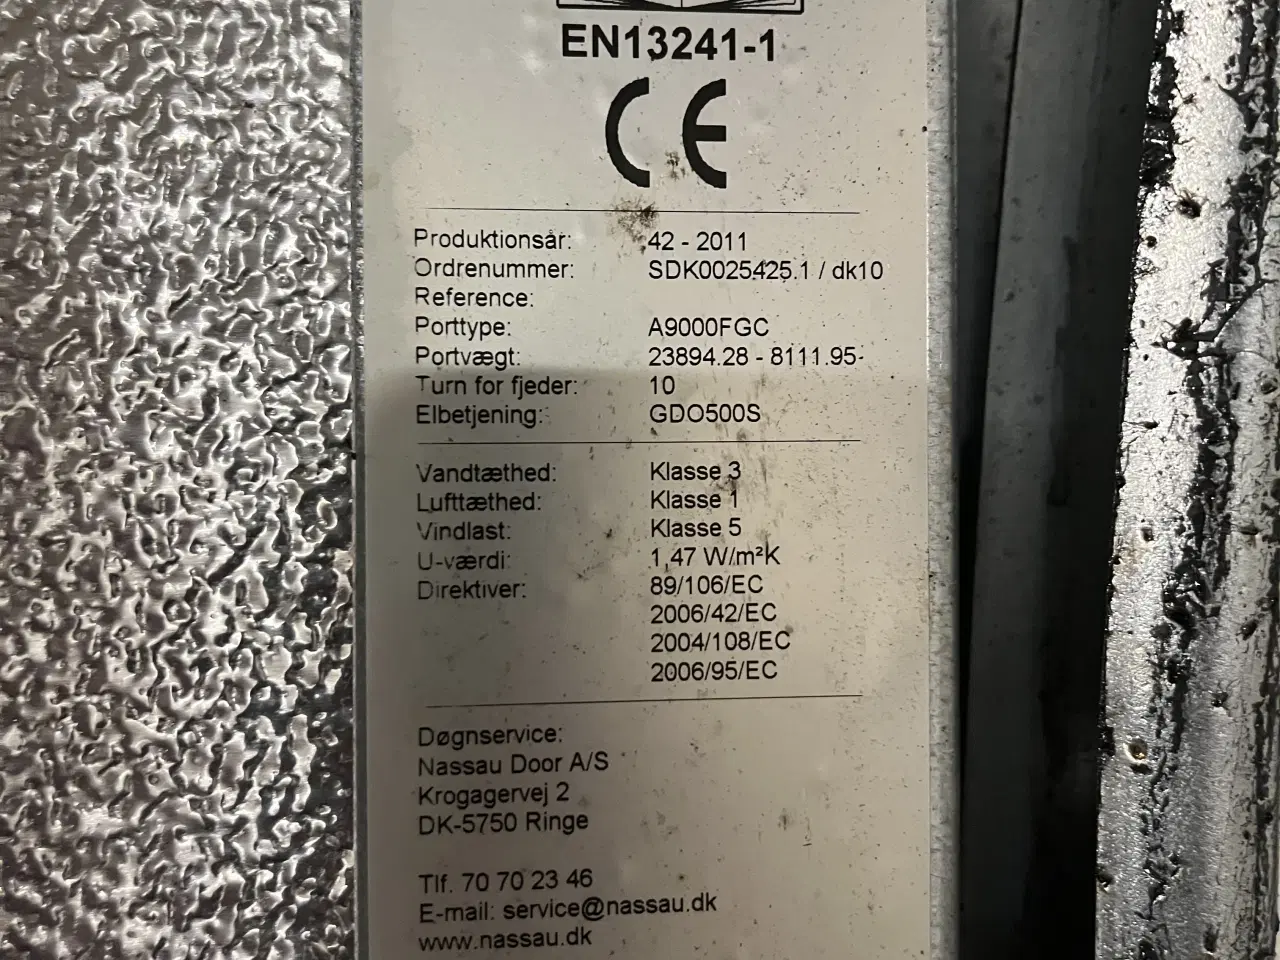 EN13241-1
CE
Produktionsår: 42 - 2011
Ordrenummer: SDK0025425.1 / dk10
Reference:
Porttype: A9000FGC
Portvægt: 23894.28 - 8111.95-
Turn for fjeder: 10
Elbetjening: GDO500S
Vandtæthed: Klasse 3
Lufttæthed: Klasse 1
Vindlast: Klasse 5
U-værdi: 1,47 W/m²K
Direktiver: 89/106/EC
2006/42/EC
2004/108/EC
2006/95/EC
Døgnservice:
Nassau Door A/S
Krogagervej 2
DK-5750 Ringe
Tlf. 70 70 23 46
E-mail: service@nassau.dk
www.nassau.dk